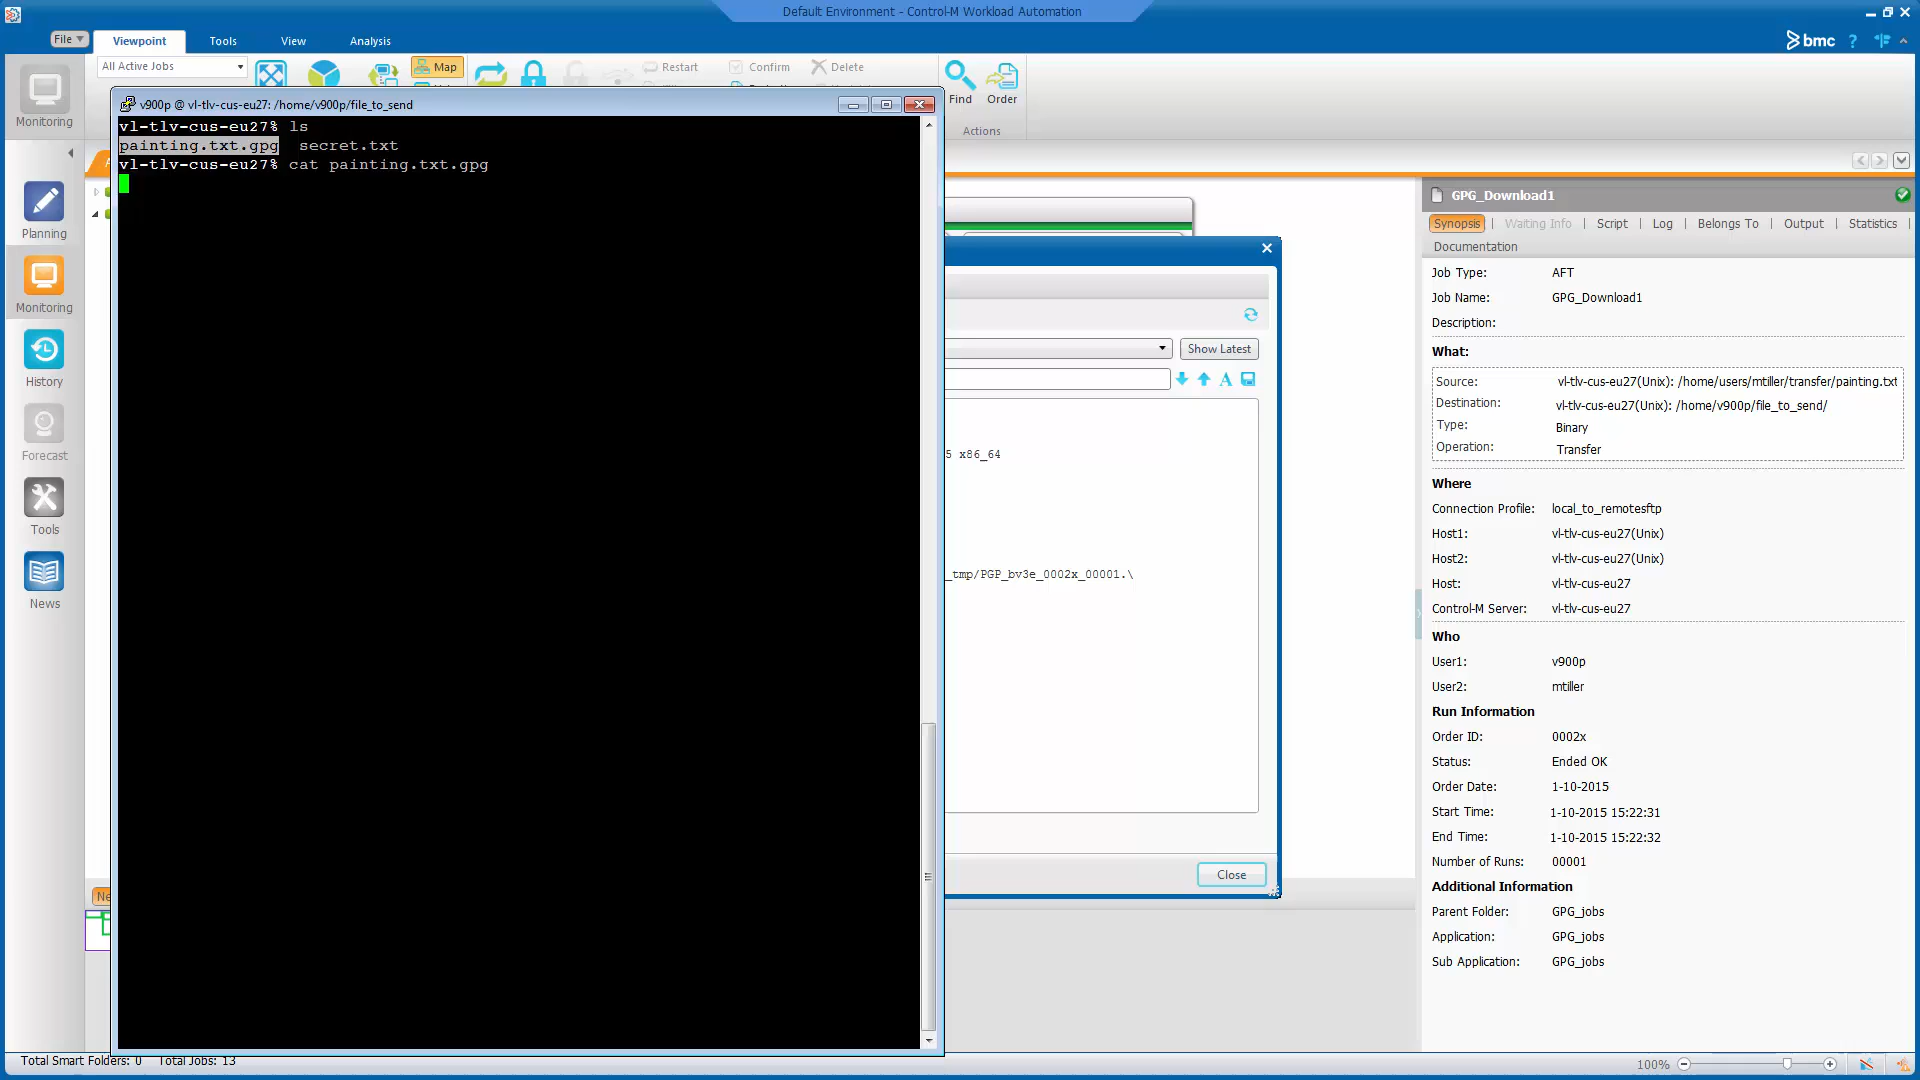 Default Environment - Control-M Workload Automation
File
Viewpoint
Tools
View
Analysis
bmc
?
All Active Jobs
Map
Restart
Confirm
Delete
Find
Order
Actions
Monitoring
Planning
Monitoring
History
Forecast
Tools
News
v900p @ vl-tlv-cus-eu27: /home/v900p/file_to_send
vl-tlv-cus-eu27% ls
painting.txt.gpg  secret.txt
vl-tlv-cus-eu27% cat painting.txt.gpg
Show Latest
A
5 x86_64
_tmp/PGP_bv3e_0002x_00001.\
Close
Ne
GPG_Download1
Synopsis | Waiting Info | Script | Log | Belongs To | Output | Statistics |
Documentation
Job Type: AFT
Job Name: GPG_Download1
Description:
What:
Source: vl-tlv-cus-eu27(Unix): /home/users/mtiller/transfer/painting.txt
Destination: vl-tlv-cus-eu27(Unix): /home/v900p/file_to_send/
Type: Binary
Operation: Transfer
Where
Connection Profile: local_to_remotesftp
Host1: vl-tlv-cus-eu27(Unix)
Host2: vl-tlv-cus-eu27(Unix)
Host: vl-tlv-cus-eu27
Control-M Server: vl-tlv-cus-eu27
Who
User1: v900p
User2: mtiller
Run Information
Order ID: 0002x
Status: Ended OK
Order Date: 1-10-2015
Start Time: 1-10-2015 15:22:31
End Time: 1-10-2015 15:22:32
Number of Runs: 00001
Additional Information
Parent Folder: GPG_jobs
Application: GPG_jobs
Sub Application: GPG_jobs
Total Smart Folders: 0 Total Jobs: 13
100%